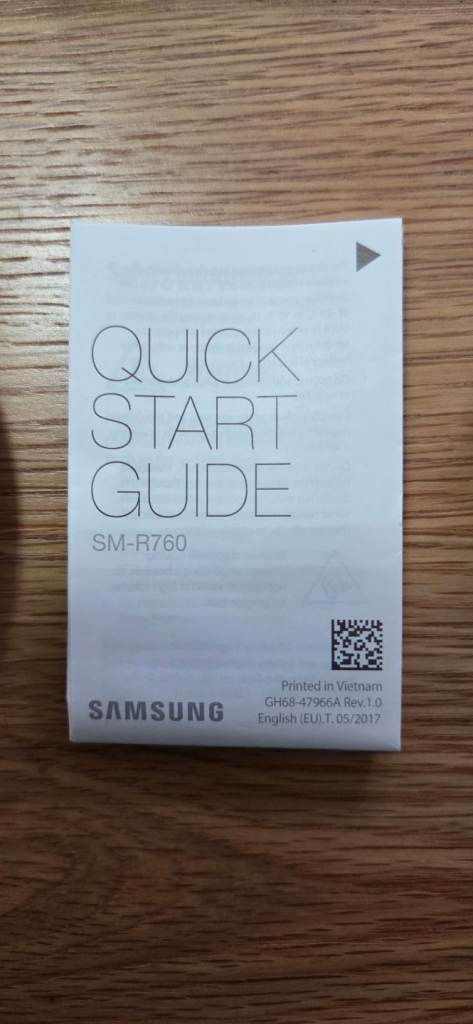 QUICK
START
GUIDE
SM-R760
Printed in Vietnam
GH68-47966A Rev.1.0
English (EU).T. 05/2017
SAMSUNG